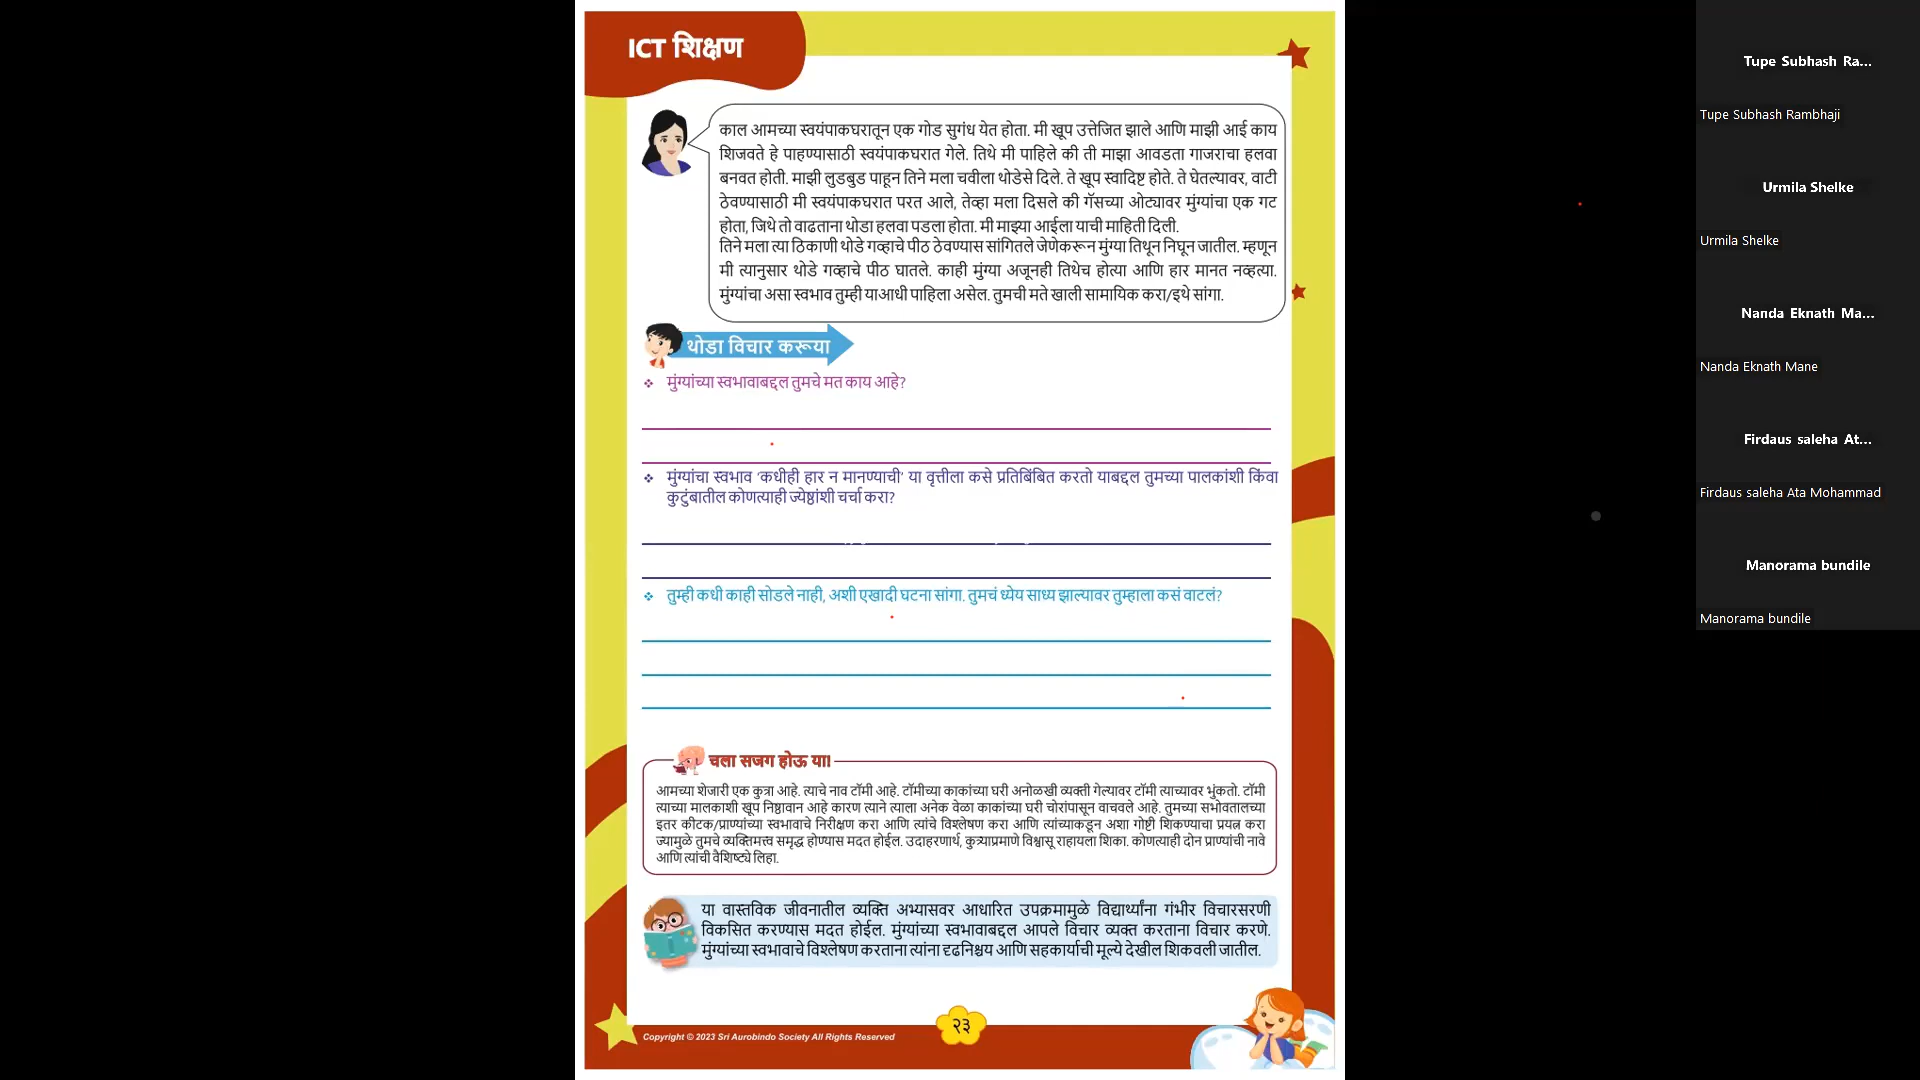 ICT शिक्षण
काल आमच्या स्वयंपाकघरातून एक गोड सुगंध येत होता. मी खूप उत्तेजित झाले आणि माझी आई काय
शिजवते हे पाहण्यासाठी स्वयंपाकघरात गेले. तिथे मी पाहिले की ती माझा आवडता गाजराचा हलवा
बनवत होती. माझी लुडबुड पाहून तिने मला चवीला थोडेसे दिले. ते खूप स्वादिष्ट होते. ते घेतल्यावर, वाटी
ठेवण्यासाठी मी स्वयंपाकघरात परत आले, तेव्हा मला दिसले की गॅसच्या ओट्यावर मुंग्यांचा एक गट
होता, जिथे तो वाढताना थोडा हलवा पडला होता. मी माझ्या आईला याची माहिती दिली.
तिने मला त्या ठिकाणी थोडे गव्हाचे पीठ ठेवण्यास सांगितले जेणेकरून मुंग्या तिथून निघून जातील. म्हणून
मी त्यानुसार थोडे गव्हाचे पीठ घातले. काही मुंग्या अजूनही तिथेच होत्या आणि हार मानत नव्हत्या.
मुंग्यांचा असा स्वभाव तुम्ही याआधी पाहिला असेल. तुमची मते खाली सामायिक करा/इथे सांगा.
थोडा विचार करूया
❖ मुंग्यांच्या स्वभावाबद्दल तुमचे मत काय आहे?
❖ मुंग्यांचा स्वभाव ‘कधीही हार न मानण्याची’ या वृत्तीला कसे प्रतिबिंबित करतो याबद्दल तुमच्या पालकांशी किंवा
कुटुंबातील कोणत्याही ज्येष्ठांशी चर्चा करा?
❖ तुम्ही कधी काही सोडले नाही, अशी एखादी घटना सांगा. तुमचं ध्येय साध्य झाल्यावर तुम्हाला कसं वाटलं?
चला सजग होऊ या!
आमच्या शेजारी एक कुत्रा आहे. त्याचे नाव टॉमी आहे. टॉमीच्या काकांच्या घरी अनोळखी व्यक्ती गेल्यावर टॉमी त्याच्यावर भुंकतो. टॉमी
त्याच्या मालकाशी खूप निष्ठावान आहे कारण त्याने त्याला अनेक वेळा काकांच्या घरी चोरांपासून वाचवले आहे. तुमच्या सभोवतालच्या
इतर कीटक/प्राण्यांच्या स्वभावाचे निरीक्षण करा आणि त्यांचे विश्लेषण करा आणि त्यांच्याकडून अशा गोष्टी शिकण्याचा प्रयत्न करा
ज्यामुळे तुमचे व्यक्तिमत्त्व समृद्ध होण्यास मदत होईल. उदाहरणार्थ, कुत्र्याप्रमाणे विश्वासू राहायला शिका. कोणत्याही दोन प्राण्यांची नावे
आणि त्यांची वैशिष्ट्ये लिहा.
या वास्तविक जीवनातील व्यक्ति अभ्यासवर आधारित उपक्रमामुळे विद्यार्थ्यांना गंभीर विचारसरणी
विकसित करण्यास मदत होईल. मुंग्यांच्या स्वभावाबद्दल आपले विचार व्यक्त करताना विचार करणे.
मुंग्यांच्या स्वभावाचे विश्लेषण करताना त्यांना दृढनिश्चय आणि सहकार्याची मूल्ये देखील शिकवली जातील.
Copyright © 2023 Sri Aurobindo Society All Rights Reserved
२३
Tupe Subhash Ra...
Tupe Subhash Rambhaji
Urmila Shelke
Urmila Shelke
Nanda Eknath Ma...
Nanda Eknath Mane
Firdaus saleha At...
Firdaus saleha Ata Mohammad
Manorama bundile
Manorama bundile